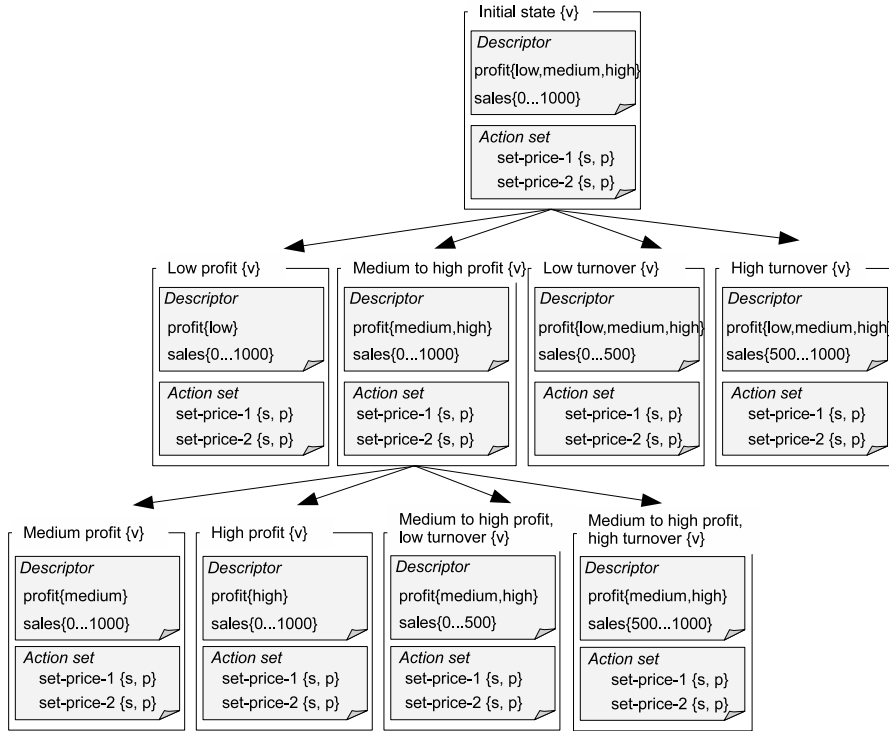 Initial state {v}
Descriptor
profit{low,medium,high}
sales{0...1000}
Action set
set-price-1 {s, p}
set-price-2 {s, p}
Low profit {v}
Descriptor
profit{low}
sales{0...1000}
Action set
set-price-1 {s, p}
set-price-2 {s, p}
Medium to high profit {v}
Descriptor
profit{medium,high}
sales{0...1000}
Action set
set-price-1 {s, p}
set-price-2 {s, p}
Low turnover {v}
Descriptor
profit{low,medium,high}
sales{0...500}
Action set
set-price-1 {s, p}
set-price-2 {s, p}
High turnover {v}
Descriptor
profit{low,medium,high}
sales{500...1000}
Action set
set-price-1 {s, p}
set-price-2 {s, p}
Medium profit {v}
Descriptor
profit{medium}
sales{0...1000}
Action set
set-price-1 {s, p}
set-price-2 {s, p}
High profit {v}
Descriptor
profit{high}
sales{0...1000}
Action set
set-price-1 {s, p}
set-price-2 {s, p}
Medium to high profit,
low turnover {v}
Descriptor
profit{medium,high}
sales{0...500}
Action set
set-price-1 {s, p}
set-price-2 {s, p}
Medium to high profit,
high turnover {v}
Descriptor
profit{medium,high}
sales{500...1000}
Action set
set-price-1 {s, p}
set-price-2 {s, p}